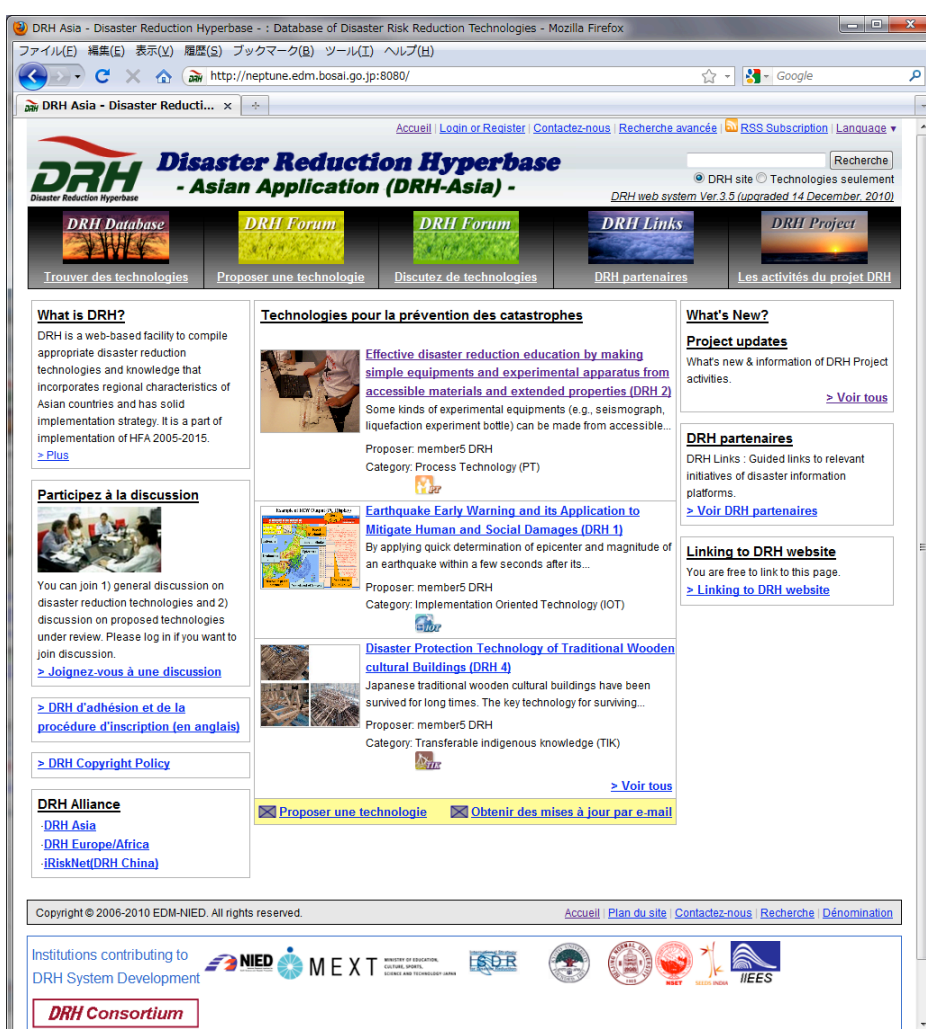 DRH Asia - Disaster Reduction Hyperbase - : Database of Disaster Risk Reduction Technologies - Mozilla Firefox
ファイル(F) 編集(E) 表示(V) 履歴(S) ブックマーク(B) ツール(T) ヘルプ(H)
http://neptune.edm.bosai.go.jp:8080/
Google
DRH Asia - Disaster Reducti...
Accueil | Login or Register | Contactez-nous | Recherche avancée | RSS Subscription | Language ▾
DRH
Disaster Reduction Hyperbase
Disaster Reduction Hyperbase
- Asian Application (DRH-Asia) -
Recherche
DRH site Technologies seulement
DRH web system Ver.3.5 (upgraded 14 December, 2010)
DRH Database DRH Forum DRH Forum DRH Links DRH Project
Trouver des technologies Proposer une technologie Discutez de technologies DRH partenaires Les activités du projet DRH
What is DRH?
DRH is a web-based facility to compile
appropriate disaster reduction
technologies and knowledge that
incorporates regional characteristics of
Asian countries and has solid
implementation strategy. It is a part of
implementation of HFA 2005-2015.
> Plus
Participez à la discussion
You can join 1) general discussion on
disaster reduction technologies and 2)
discussion on proposed technologies
under review. Please log in if you want to
join discussion.
> Joignez-vous à une discussion
> DRH d'adhésion et de la
procédure d'inscription (en anglais)
> DRH Copyright Policy
DRH Alliance
·DRH Asia
·DRH Europe/Africa
·iRiskNet(DRH China)
Technologies pour la prévention des catastrophes
Effective disaster reduction education by making
simple equipments and experimental apparatus from
accessible materials and extended properties (DRH 2)
Some kinds of experimental equipments (e.g., seismograph,
liquefaction experiment bottle) can be made from accessible...
Proposer: member5 DRH
Category: Process Technology (PT)
Earthquake Early Warning and its Application to
Mitigate Human and Social Damages (DRH 1)
By applying quick determination of epicenter and magnitude of
an earthquake within a few seconds after its...
Proposer: member5 DRH
Category: Implementation Oriented Technology (IOT)
Disaster Protection Technology of Traditional Wooden
cultural Buildings (DRH 4)
Japanese traditional wooden cultural buildings have been
survived for long times. The key technology for surviving...
Proposer: member5 DRH
Category: Transferable indigenous knowledge (TIK)
> Voir tous
Proposer une technologie Obtenir des mises à jour par e-mail
What's New?
Project updates
What's new & information of DRH Project
activities.
> Voir tous
DRH partenaires
DRH Links : Guided links to relevant
initiatives of disaster information
platforms.
> Voir DRH partenaires
Linking to DRH website
You are free to link to this page.
> Linking to DRH website
Copyright © 2006-2010 EDM-NIED. All rights reserved.
Accueil | Plan du site | Contactez-nous | Recherche | Dénomination
Institutions contributing to
DRH System Development
NIED
MEXT
MINISTRY OF EDUCATION,
CULTURE, SPORTS,
SCIENCE AND TECHNOLOGY-JAPAN
ISDR
NSET
SEEDS INDIA
IIEES
DRH Consortium